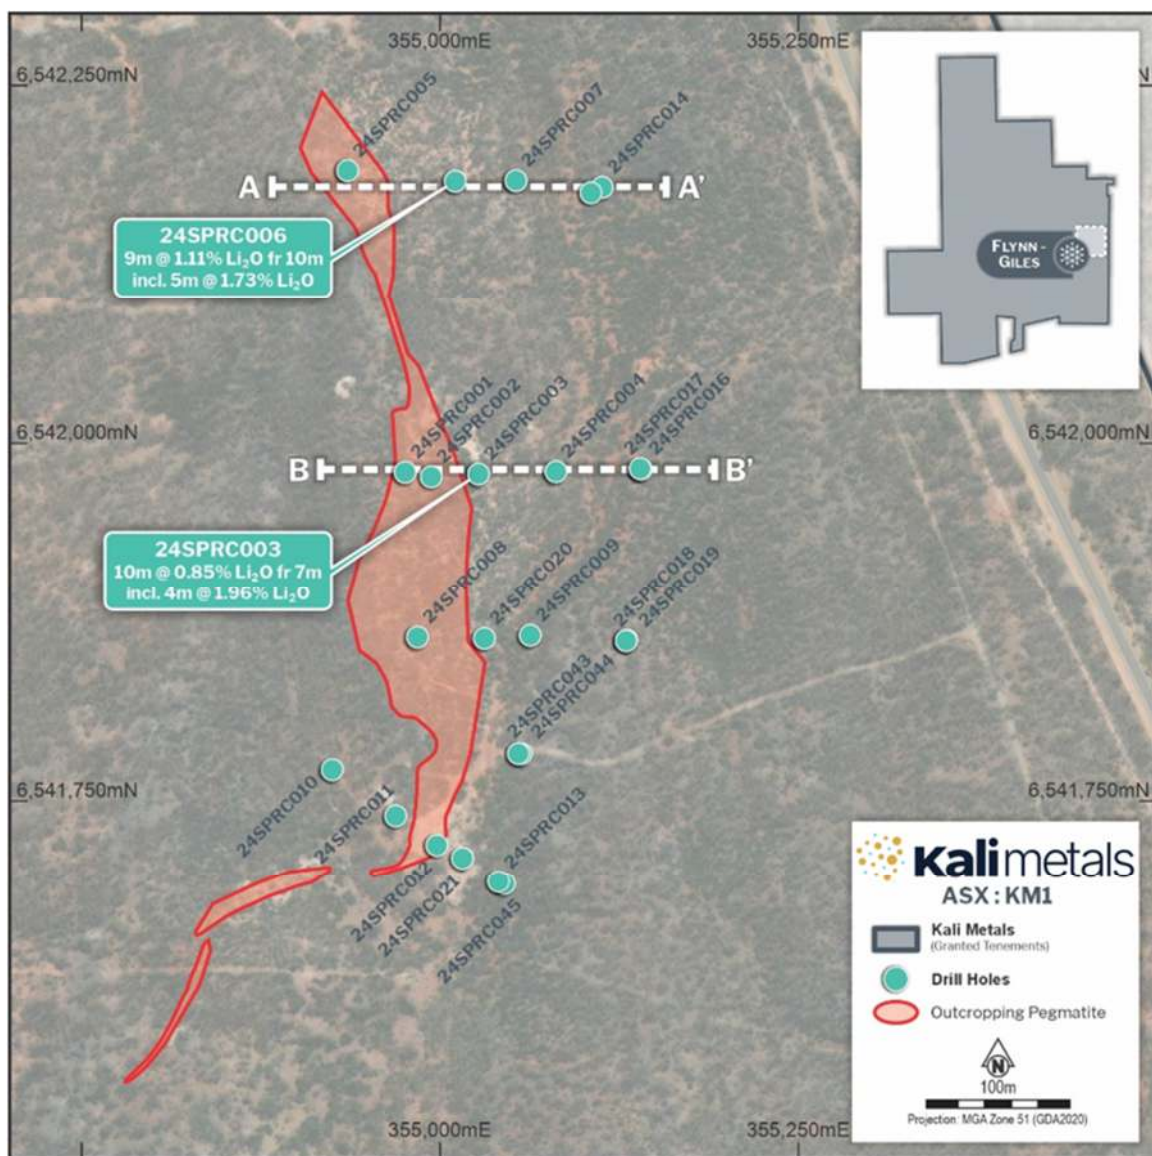 355,000mE
355,250mE
6,542,250mN
N
24SPRC005
24SPRC007
24SPRC014
A
A'
24SPRC006
9m @ 1.11% Li₂O fr 10m
incl. 5m @ 1.73% Li₂O
FLYNN -
GILES
24SPRC001
24SPRC002
24SPRC003
24SPRC004
24SPRC017
24SPRC016
6,542,000mN
6,542,000mN
B
B'
24SPRC003
10m @ 0.85% Li₂O fr 7m
incl. 4m @ 1.96% Li₂O
24SPRC008
24SPRC020
24SPRC009
24SPRC018
24SPRC019
24SPRC043
24SPRC044
6,541,750mN
6,541,750mN
24SPRC010
24SPRC011
24SPRC013
24SPRC012
24SPRC021
24SPRC045
Kalimetals
ASX : KM1
Kali Metals
(Granted Tenements)
Drill Holes
Outcropping Pegmatite
N
100m
Projection: MGA Zone 51 (GDA2020)
355,000mE
355,250mE